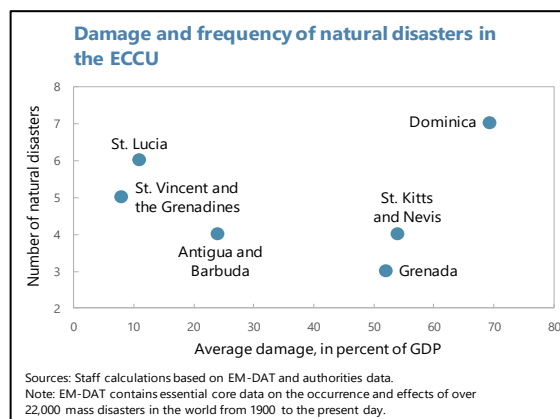 Damage and frequency of natural disasters in
the ECCU
Number of natural disasters
8
7
6
5
4
3
2
Dominica
St. Lucia
St. Vincent and
the Grenadines
St. Kitts
and Nevis
Antigua and
Barbuda
Grenada
0
10
20
30
40
50
60
70
80
Average damage, in percent of GDP
Sources: Staff calculations based on EM-DAT and authorities data.
Note: EM-DAT contains essential core data on the occurrence and effects of over
22,000 mass disasters in the world from 1900 to the present day.